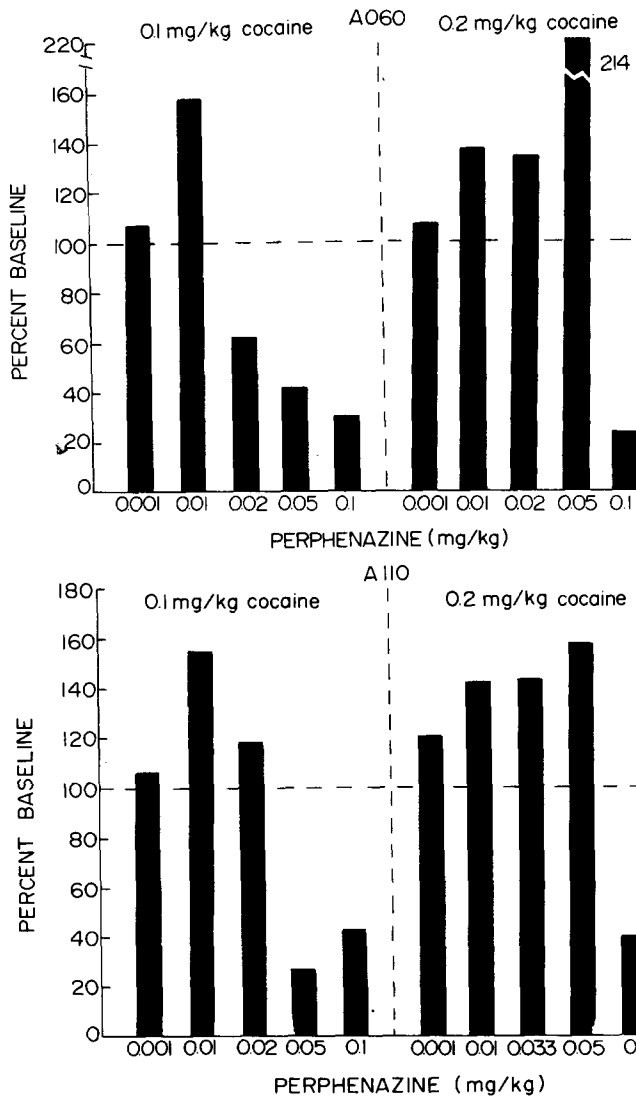 A060
0.1 mg/kg cocaine 0.2 mg/kg cocaine
220
214
160
140
120
100
80
60
40
20
0
PERCENT BASELINE
0.001 0.01 0.02 0.05 0.1 0.001 0.01 0.02 0.05 0.1
PERPHENAZINE (mg/kg)
A110
0.1 mg/kg cocaine 0.2 mg/kg cocaine
180
160
140
120
100
80
60
40
20
0
PERCENT BASELINE
0.001 0.01 0.02 0.05 0.1 0.001 0.01 0.033 0.05
PERPHENAZINE (mg/kg)